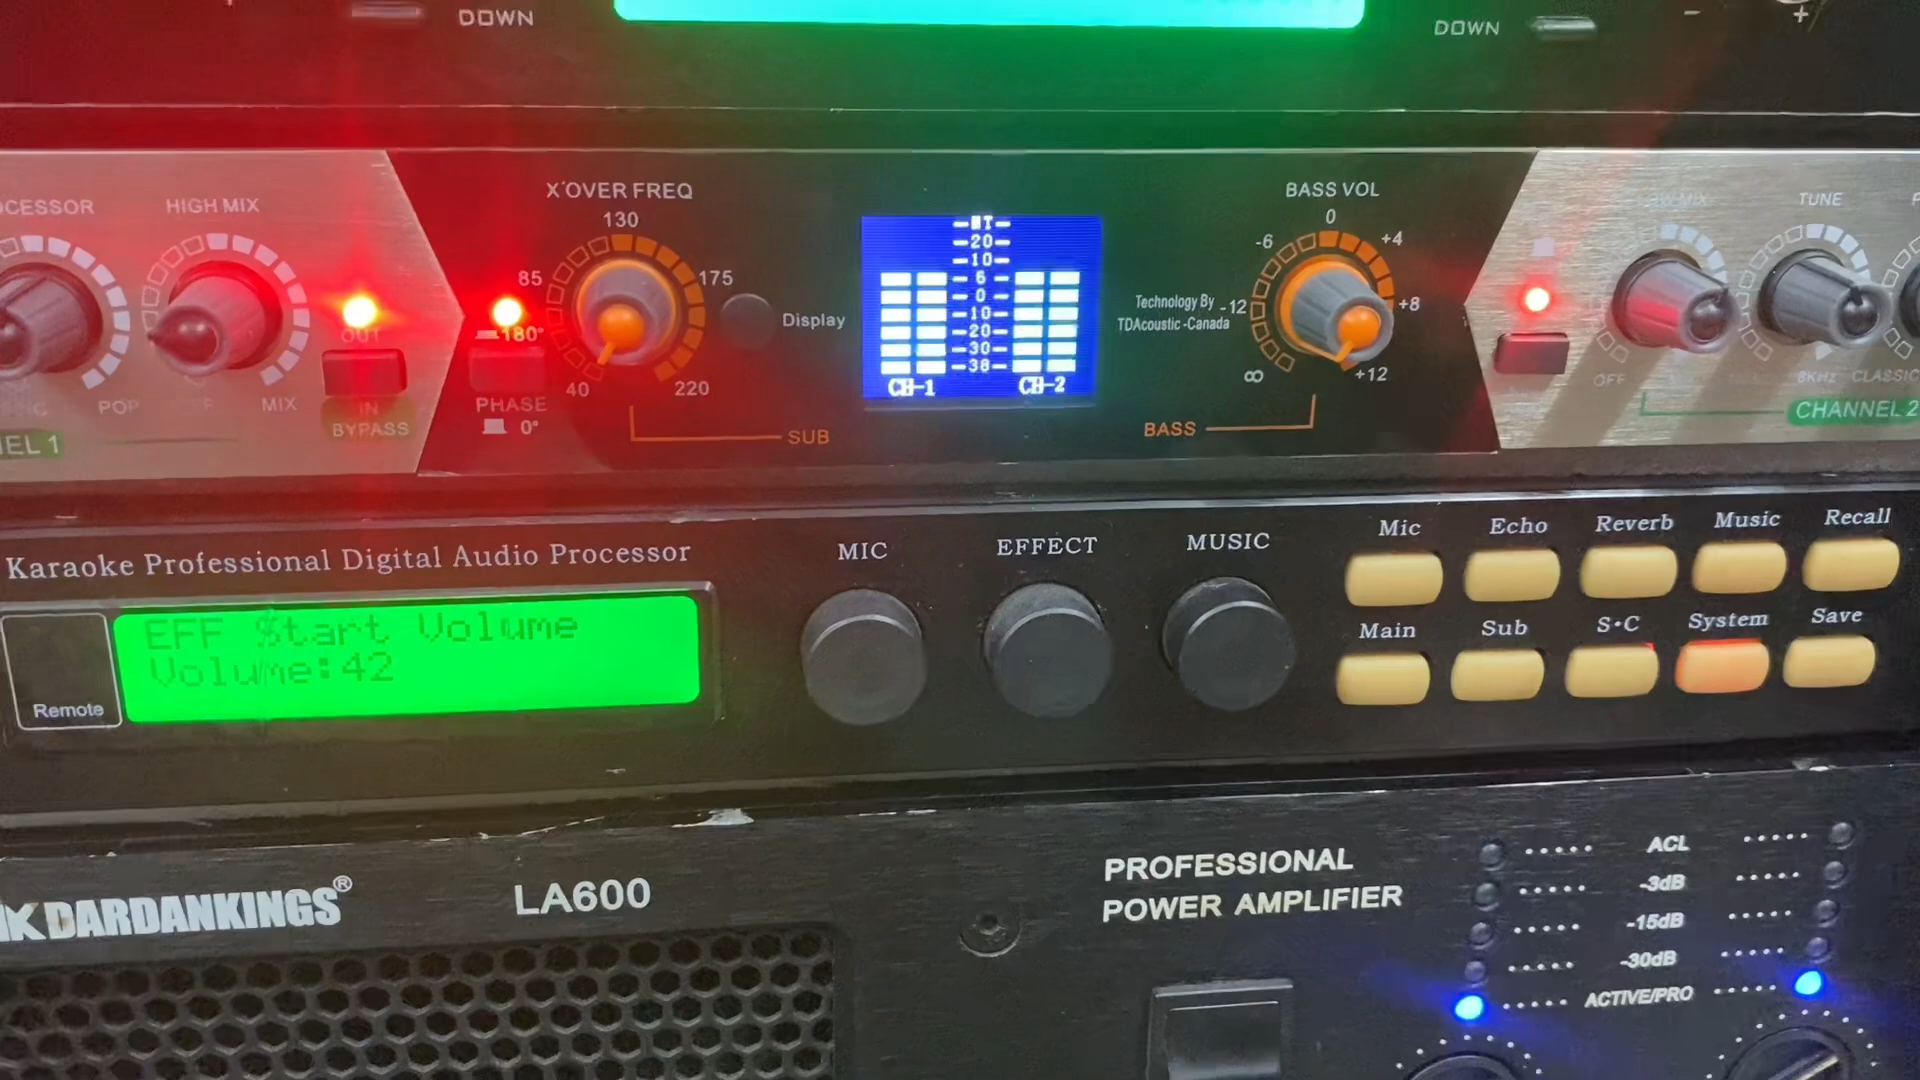 DOWN
DOWN
- +
HIGH MIX
OUT
IN
BYPASS
POP
MIX
X'OVER FREQ
130
85
175
40
220
180°
PHASE
0°
SUB
Display
20
10
6
0
10
20
30
38
CH-1
CH-2
BASS VOL
0
-6
+4
-12
+8
∞
+12
Technology By
TDAcoustic -Canada
BASS
TUNE
OFF
8KHz
CLASSIC
CHANNEL 2
Karaoke Professional Digital Audio Processor
EFF Start Volume
Volume:42
Remote
MIC
EFFECT
MUSIC
Mic
Echo
Reverb
Music
Recall
Main
Sub
S•C
System
Save
DARDANKINGS®
LA600
PROFESSIONAL
POWER AMPLIFIER
ACL
-3dB
-15dB
-30dB
ACTIVE/PRO